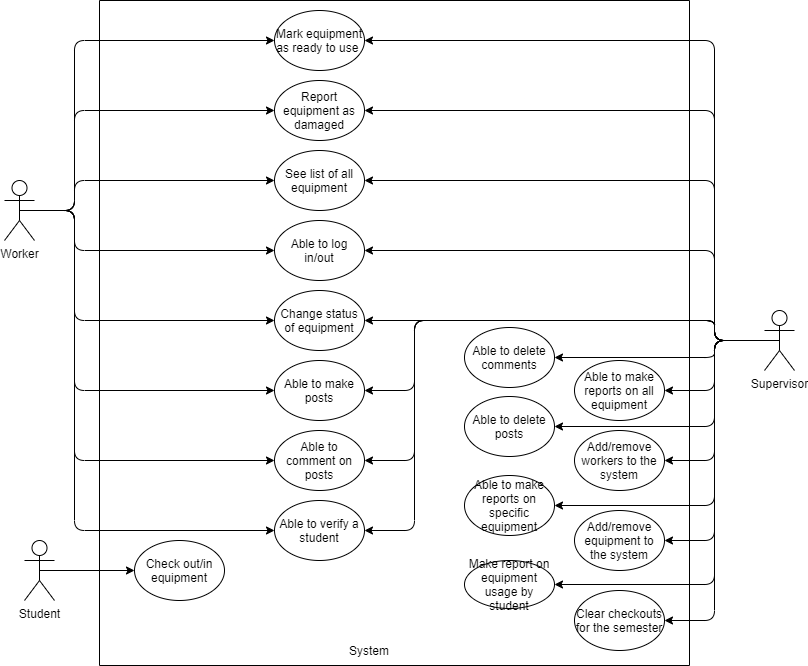 Mark equipment
as ready to use
Report
equipment as
damaged
See list of all
equipment
Worker
Able to log
in/out
Change status
of equipment
Supervisor
Able to delete
comments
Able to make
posts
Able to make
reports on all
equipment
Able to delete
posts
Able to
comment on
posts
Add/remove
workers to the
system
Able to make
reports on
specific
equipment
Able to verify a
student
Add/remove
equipment to
the system
Student
Check out/in
equipment
Make report on
equipment
usage by
student
Clear checkouts
for the semester
System